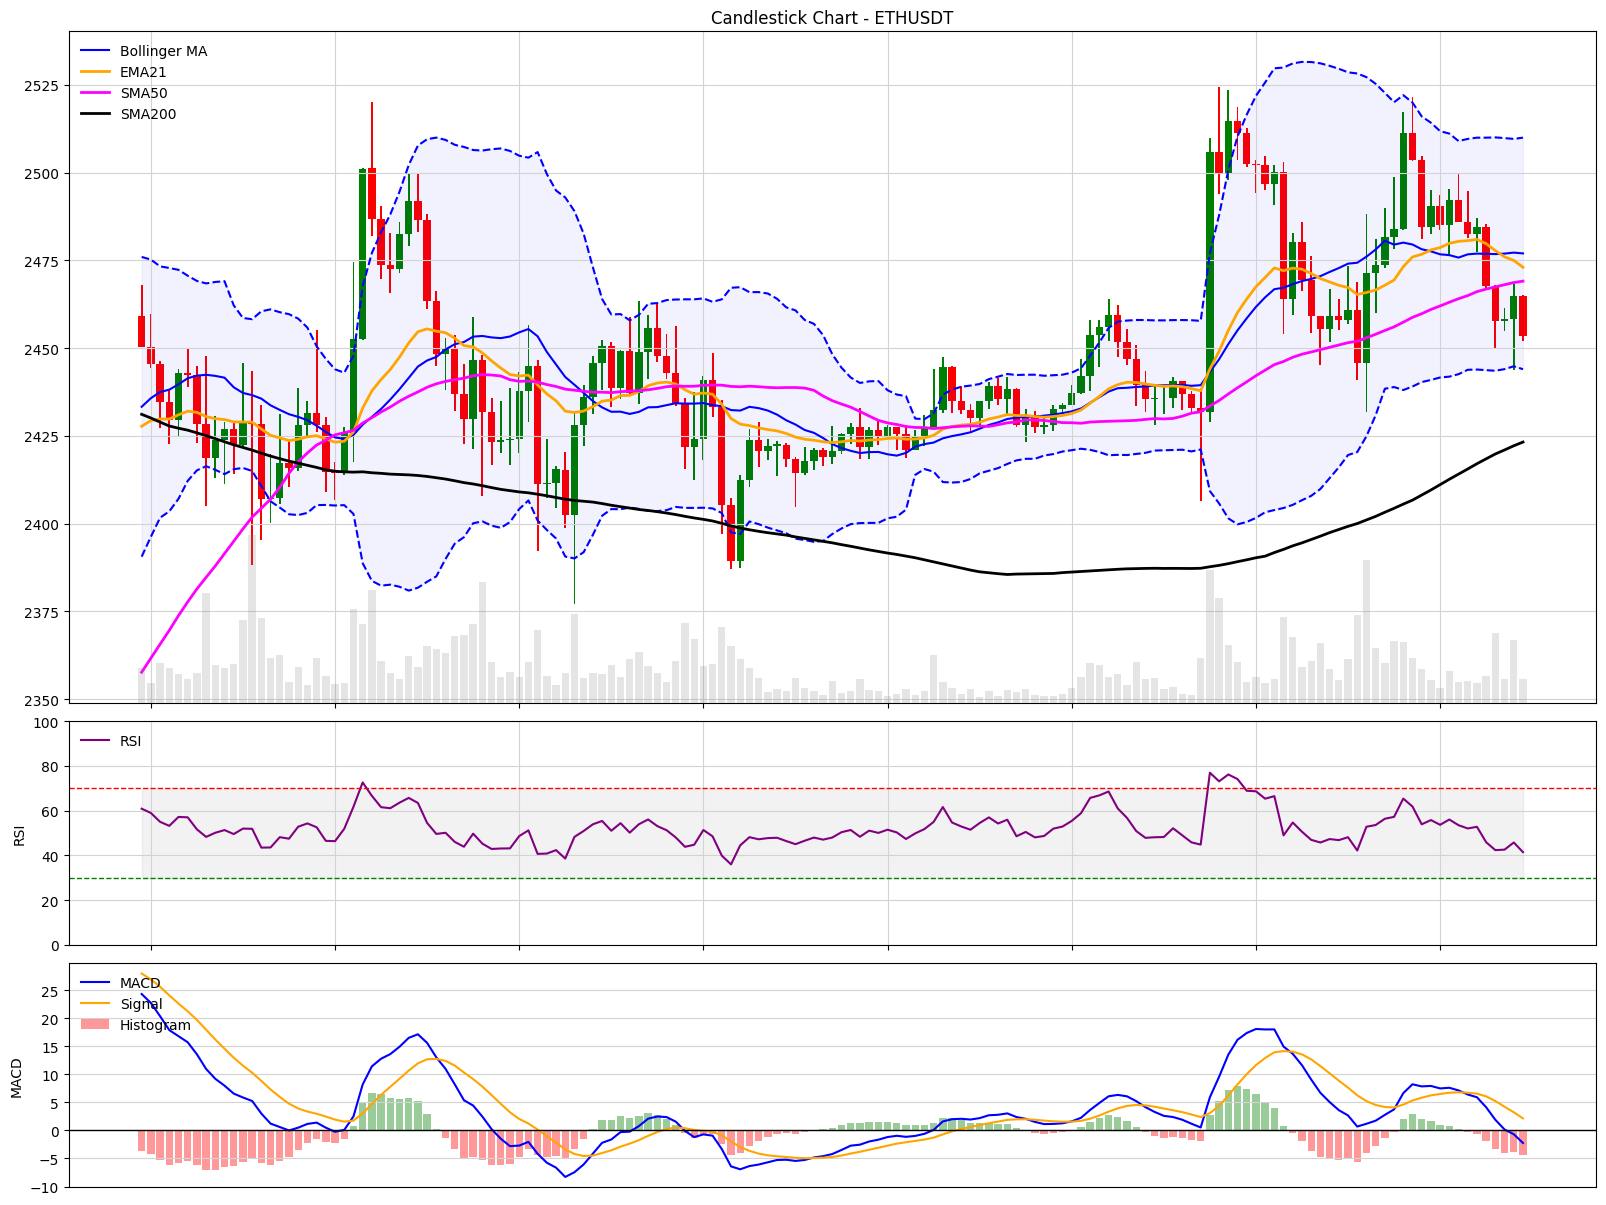 Candlestick Chart - ETHUSDT
Bollinger MA
EMA21
SMA50
SMA200
2525
2500
2475
2450
2425
2400
2375
2350
RSI
RSI
100
80
60
40
20
0
MACD
MACD
Signal
Histogram
25
20
15
10
5
0
−5
−10